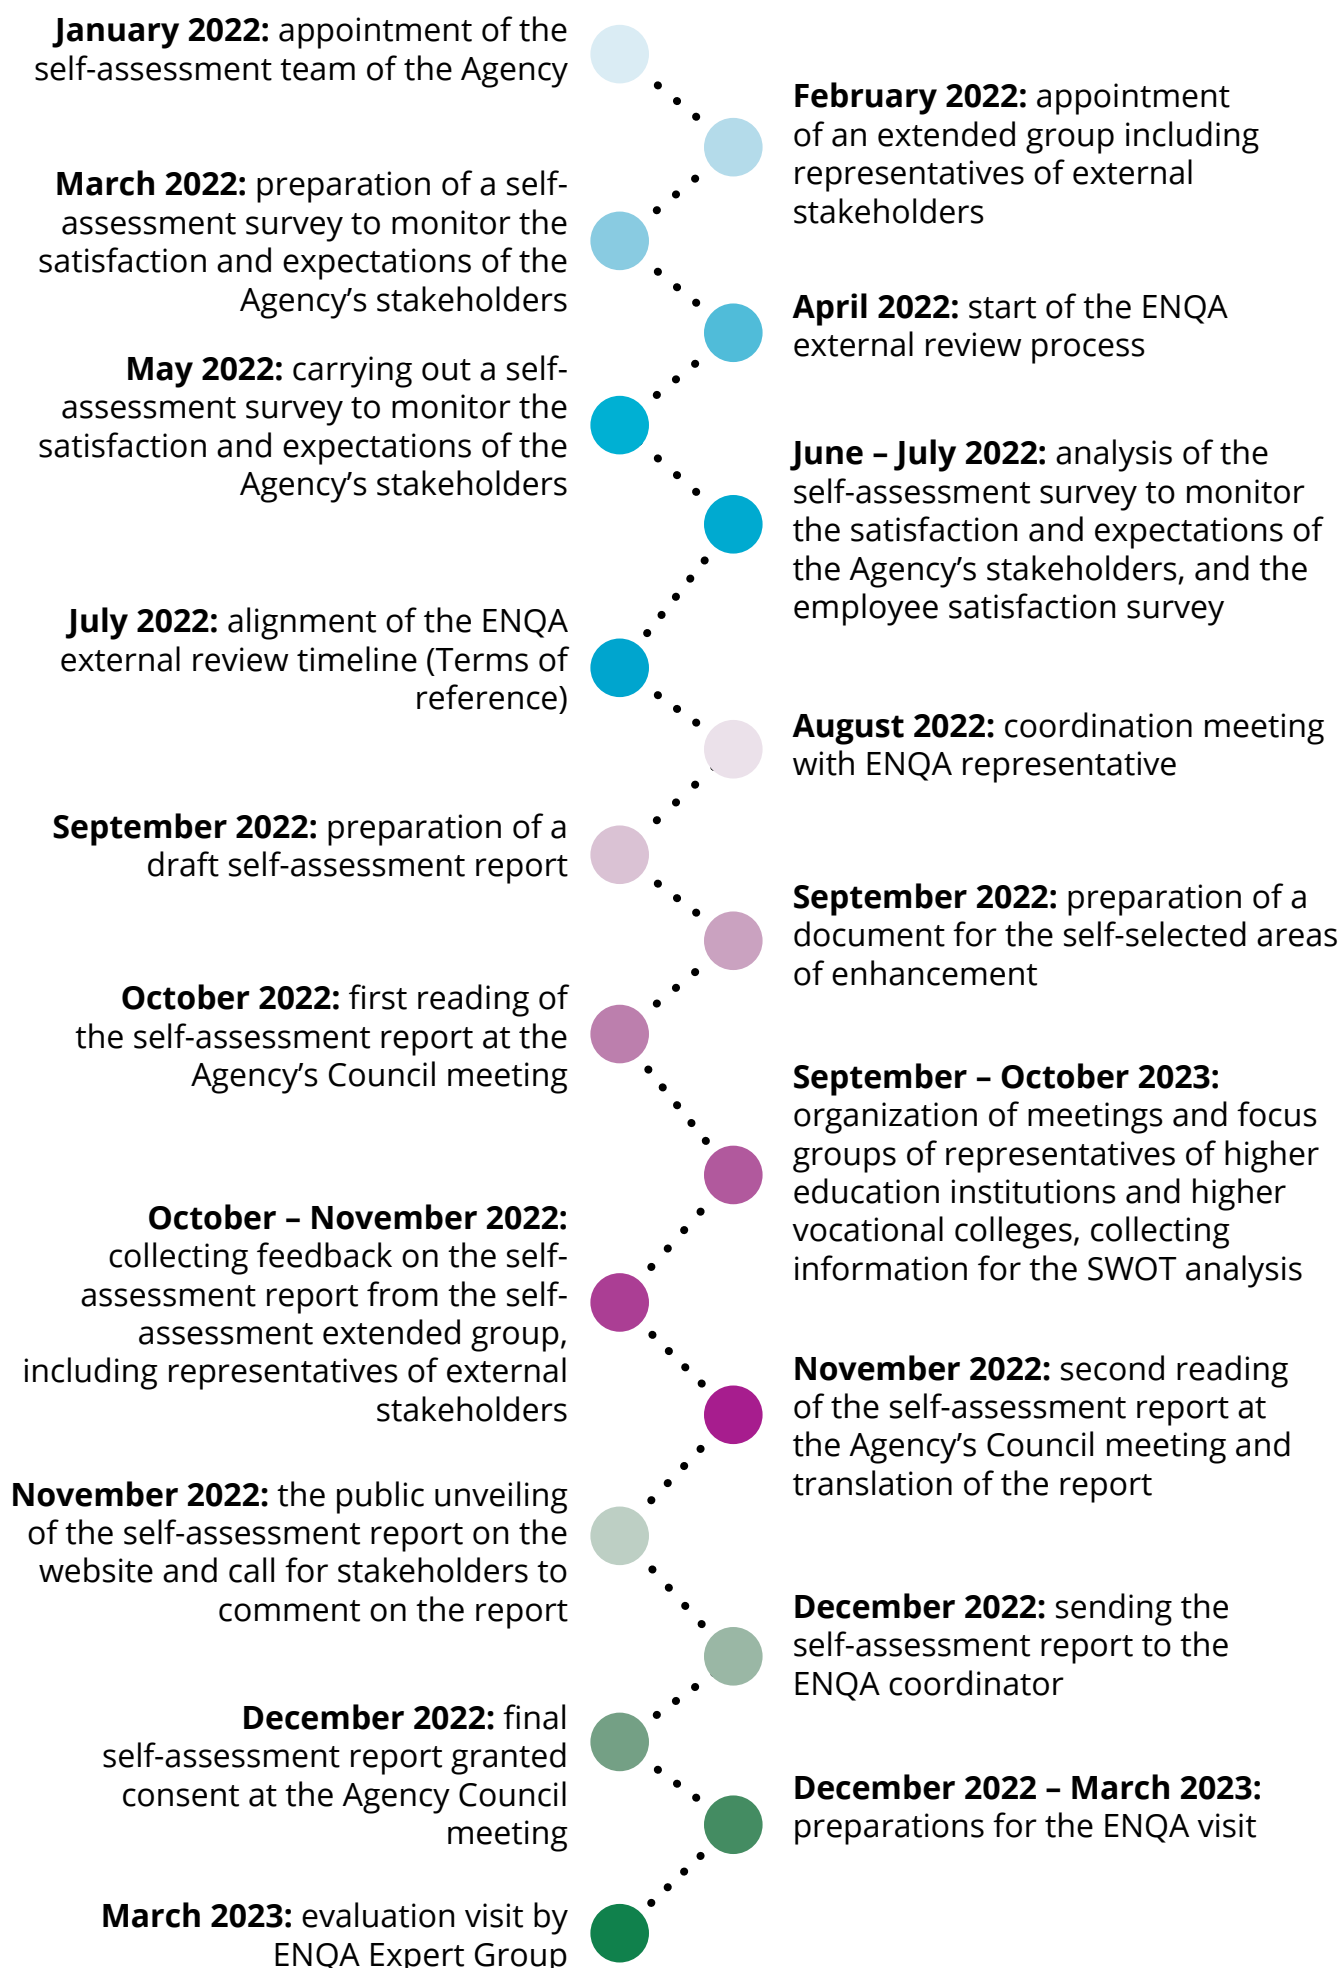 January 2022: appointment of the
self-assessment team of the Agency
February 2022: appointment
of an extended group including
representatives of external
stakeholders
March 2022: preparation of a self-
assessment survey to monitor the
satisfaction and expectations of the
Agency’s stakeholders
April 2022: start of the ENQA
external review process
May 2022: carrying out a self-
assessment survey to monitor the
satisfaction and expectations of the
Agency’s stakeholders
June – July 2022: analysis of the
self-assessment survey to monitor
the satisfaction and expectations of
the Agency’s stakeholders, and the
employee satisfaction survey
July 2022: alignment of the ENQA
external review timeline (Terms of
reference)
August 2022: coordination meeting
with ENQA representative
September 2022: preparation of a
draft self-assessment report
September 2022: preparation of a
document for the self-selected areas
of enhancement
October 2022: first reading of
the self-assessment report at the
Agency’s Council meeting
September – October 2023:
organization of meetings and focus
groups of representatives of higher
education institutions and higher
vocational colleges, collecting
information for the SWOT analysis
October – November 2022:
collecting feedback on the self-
assessment report from the self-
assessment extended group,
including representatives of external
stakeholders
November 2022: second reading
of the self-assessment report at
the Agency’s Council meeting and
translation of the report
November 2022: the public unveiling
of the self-assessment report on the
website and call for stakeholders to
comment on the report
December 2022: sending the
self-assessment report to the
ENQA coordinator
December 2022: final
self-assessment report granted
consent at the Agency Council
meeting
December 2022 – March 2023:
preparations for the ENQA visit
March 2023: evaluation visit by
ENQA Expert Group